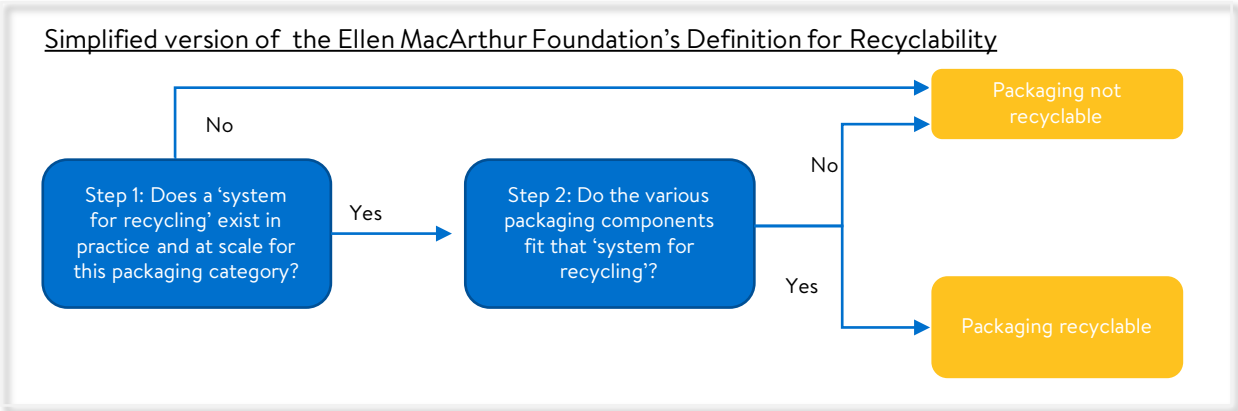 Simplified version of the Ellen MacArthur Foundation's Definition for Recyclability
Packaging not
recyclable
No
Step 1: Does a ‘system
for recycling’ exist in
practice and at scale for
this packaging category?
Yes
Step 2: Do the various
packaging components
fit that ‘system for
recycling’?
No
Yes
Packaging recyclable